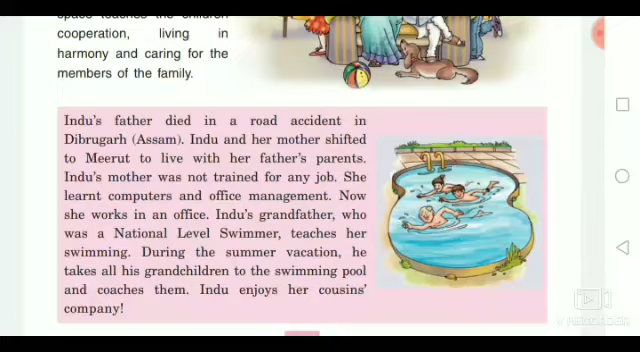 space teaches the children
cooperation, living in
harmony and caring for the
members of the family.
Indu's father died in a road accident in
Dibrugarh (Assam). Indu and her mother shifted
to Meerut to live with her father's parents.
Indu's mother was not trained for any job. She
learnt computers and office management. Now
she works in an office. Indu's grandfather, who
was a National Level Swimmer, teaches her
swimming. During the summer vacation, he
takes all his grandchildren to the swimming pool
and coaches them. Indu enjoys her cousins'
company!